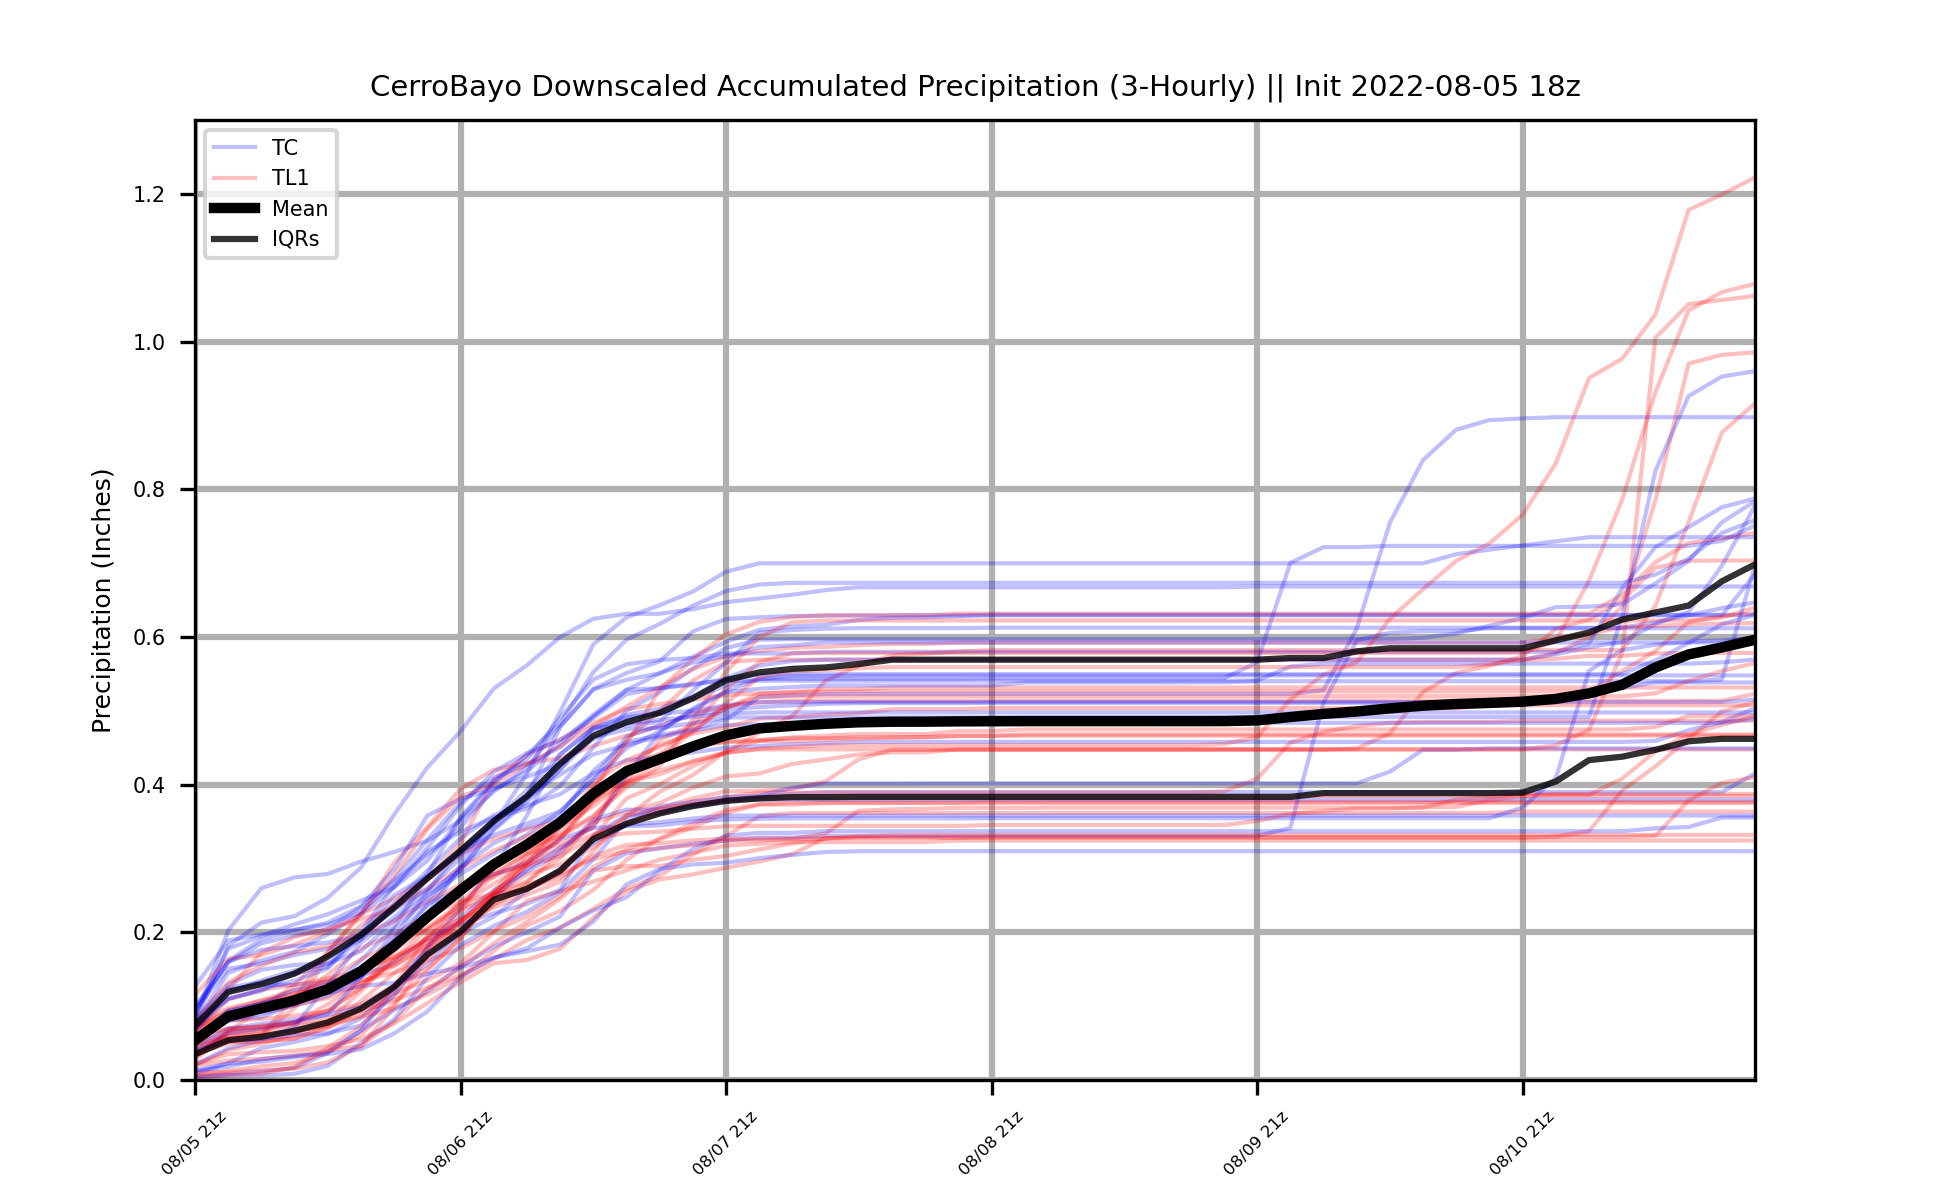 CerroBayo Downscaled Accumulated Precipitation (3-Hourly) || Init 2022-08-05 18z
TC
TL1
Mean
IQRs
Precipitation (Inches)
1.2
1.0
0.8
0.6
0.4
0.2
0.0
08/05 21z
08/06 21z
08/07 21z
08/08 21z
08/09 21z
08/10 21z